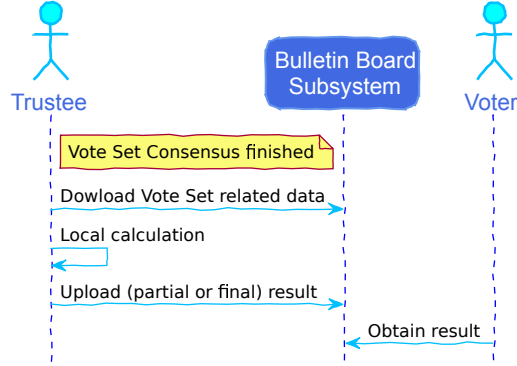 Bulletin Board
Subsystem
Trustee
Voter
Vote Set Consensus finished
Dowload Vote Set related data
Local calculation
Upload (partial or final) result
Obtain result